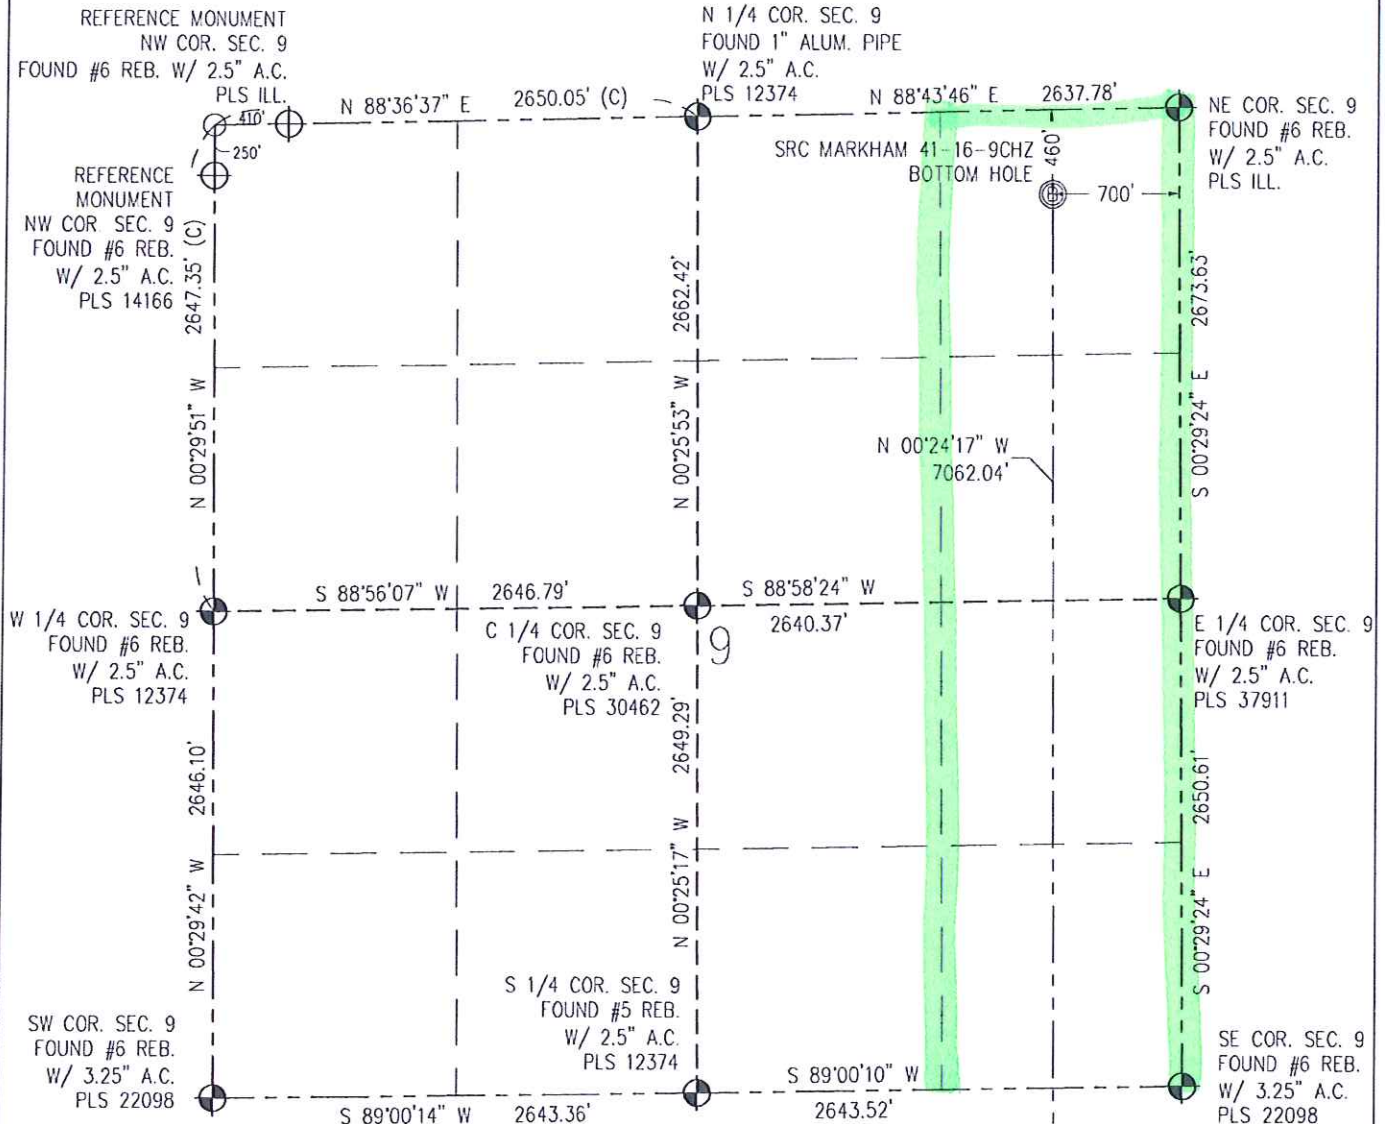 REFERENCE MONUMENT
NW COR. SEC. 9
FOUND #6 REB. W/ 2.5" A.C.
PLS ILL.
N 1/4 COR. SEC. 9
FOUND 1" ALUM. PIPE
W/ 2.5" A.C.
PLS 12374
N 88°36'37" E
2650.05' (C)
N 88°43'46" E
2637.78'
NE COR. SEC. 9
FOUND #6 REB.
W/ 2.5" A.C.
PLS ILL.
410'
250'
REFERENCE
MONUMENT
NW COR. SEC. 9
FOUND #6 REB.
W/ 2.5" A.C.
PLS 14166
2647.35' (C)
N 00°29'51" W
SRC MARKHAM 41-16-9CHZ
BOTTOM HOLE
460'
B
700'
2662.42'
N 00°25'53" W
2673.63'
S 00°29'24" E
N 00°24'17" W
7062.04'
S 88°56'07" W
2646.79'
S 88°58'24" W
2640.37'
W 1/4 COR. SEC. 9
FOUND #6 REB.
W/ 2.5" A.C.
PLS 12374
C 1/4 COR. SEC. 9
FOUND #6 REB.
W/ 2.5" A.C.
PLS 30462
9
E 1/4 COR. SEC. 9
FOUND #6 REB.
W/ 2.5" A.C.
PLS 37911
2646.10'
N 00°29'42" W
2649.29'
N 00°25'17" W
2650.61'
S 00°29'24" E
S 1/4 COR. SEC. 9
FOUND #5 REB.
W/ 2.5" A.C.
PLS 12374
SW COR. SEC. 9
FOUND #6 REB.
W/ 3.25" A.C.
PLS 22098
S 89°00'14" W
2643.36'
S 89°00'10" W
2643.52'
SE COR. SEC. 9
FOUND #6 REB.
W/ 3.25" A.C.
PLS 22098